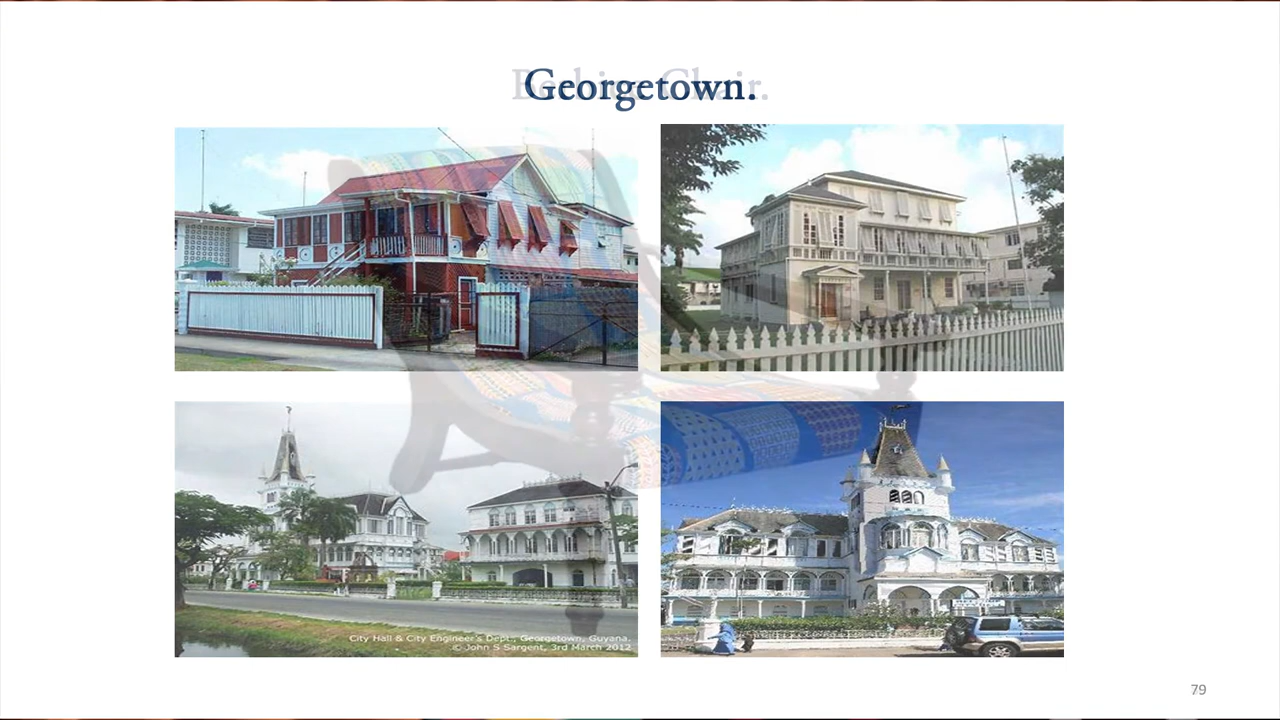 Georgetown.
City Hall & City Engineer's Dept., Georgetown, Guyana.
© John S Sargent, 3rd March 2012
79